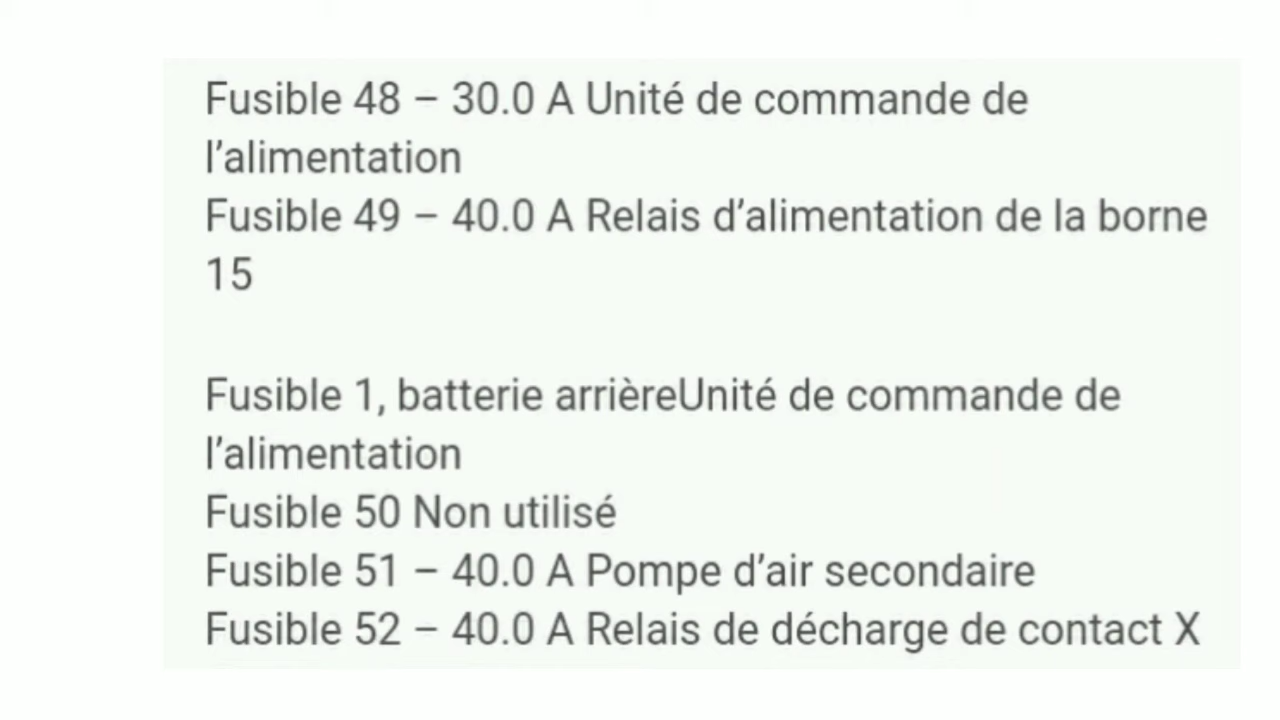 Fusible 48 – 30.0 A Unité de commande de
l’alimentation
Fusible 49 – 40.0 A Relais d’alimentation de la borne
15
Fusible 1, batterie arrièreUnité de commande de
l’alimentation
Fusible 50 Non utilisé
Fusible 51 – 40.0 A Pompe d’air secondaire
Fusible 52 – 40.0 A Relais de décharge de contact X